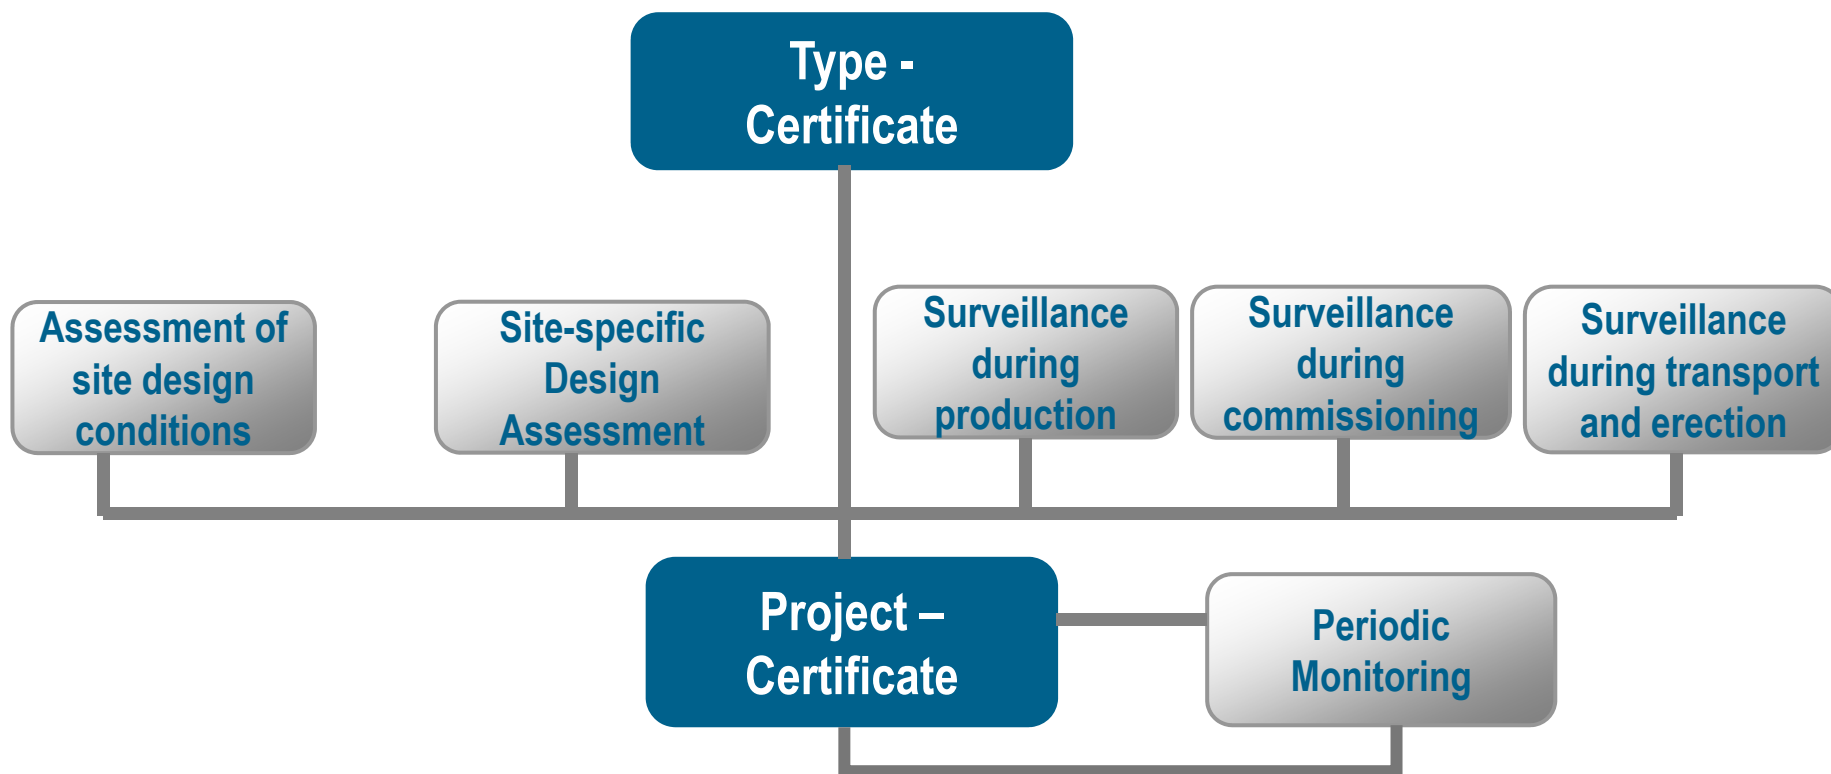 Type -
Certificate
Assessment of
site design
conditions
Site-specific
Design
Assessment
Surveillance
during
production
Surveillance
during
commissioning
Surveillance
during transport
and erection
Project –
Certificate
Periodic
Monitoring